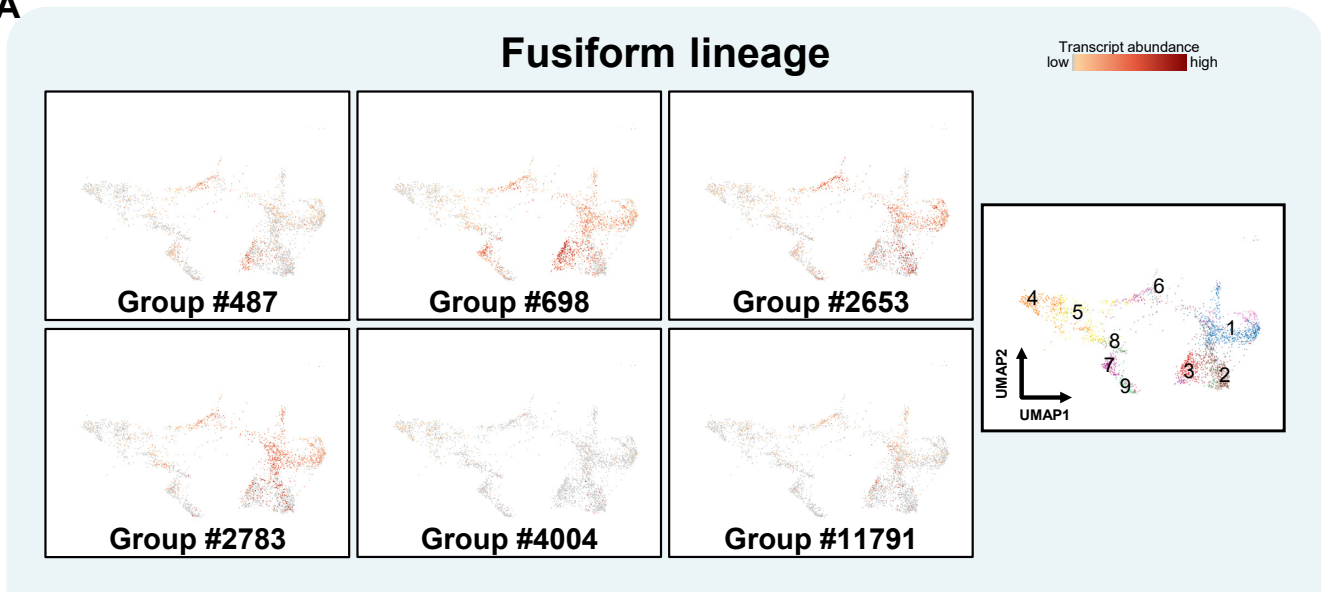 A
Fusiform lineage
Transcript abundance
low high
Group #487
Group #698
Group #2653
Group #2783
Group #4004
Group #11791
4
5
6
1
8
7
3
2
9
UMAP2
UMAP1